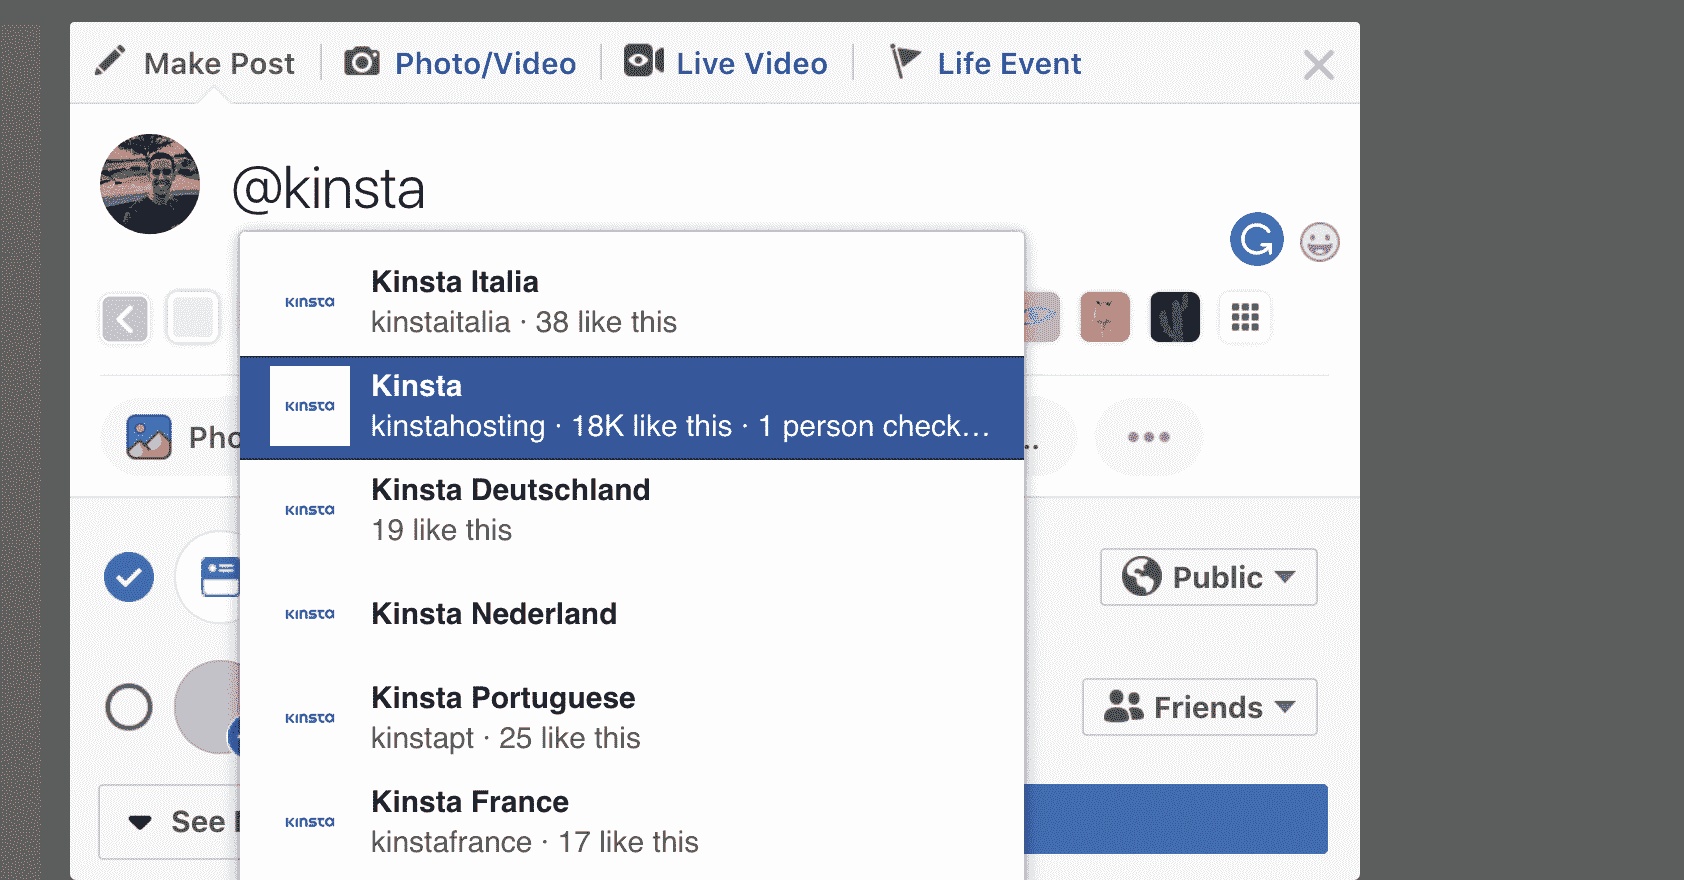 Make Post
Photo/Video
Live Video
Life Event
@kinsta
Kinsta Italia
KINSTA
kinstaitalia · 38 like this
Kinsta
KINSTA
kinstahosting · 18K like this · 1 person check…
Pho
..
Kinsta Deutschland
KINSTA
19 like this
Public
KINSTA
Kinsta Nederland
Kinsta Portuguese
KINSTA
kinstapt · 25 like this
Friends
Kinsta France
KINSTA
kinstafrance · 17 like this
See